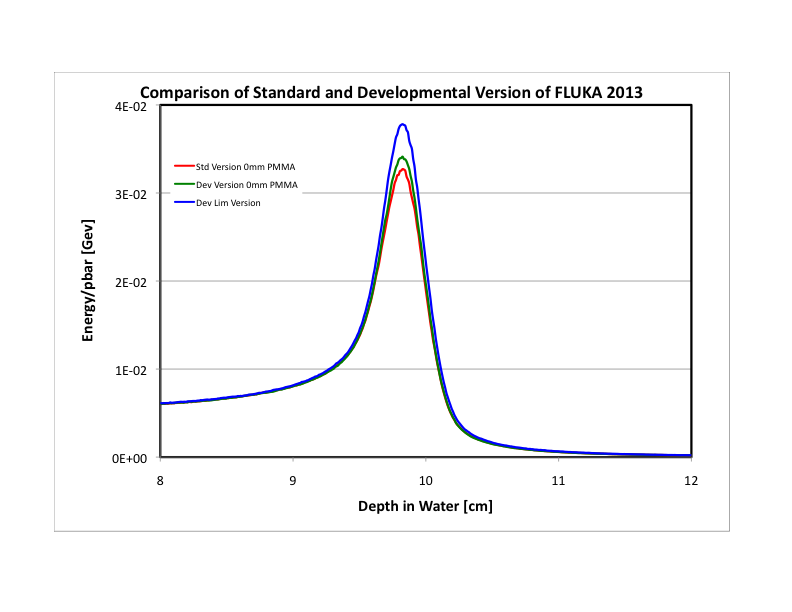 Comparison of Standard and Developmental Version of FLUKA 2013
4E-02
Std Version 0mm PMMA
Dev Version 0mm PMMA
3E-02
Dev Lim Version
Energy/pbar [Gev]
2E-02
1E-02
0E+00
8 9 10 11 12
Depth in Water [cm]